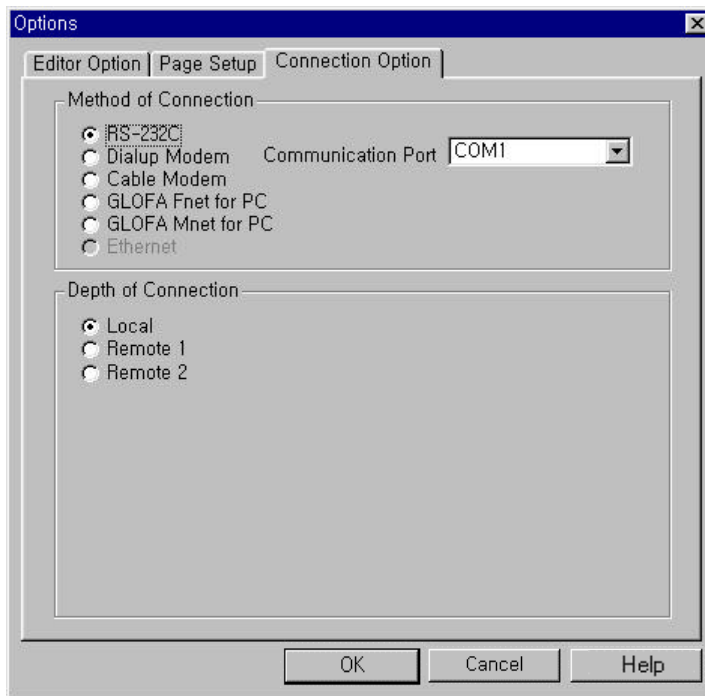 Options
Editor Option Page Setup Connection Option
Method of Connection
RS-232C
Dialup Modem Communication Port COM1
Cable Modem
GLOFA Fnet for PC
GLOFA Mnet for PC
Ethernet
Depth of Connection
Local
Remote 1
Remote 2
OK Cancel Help